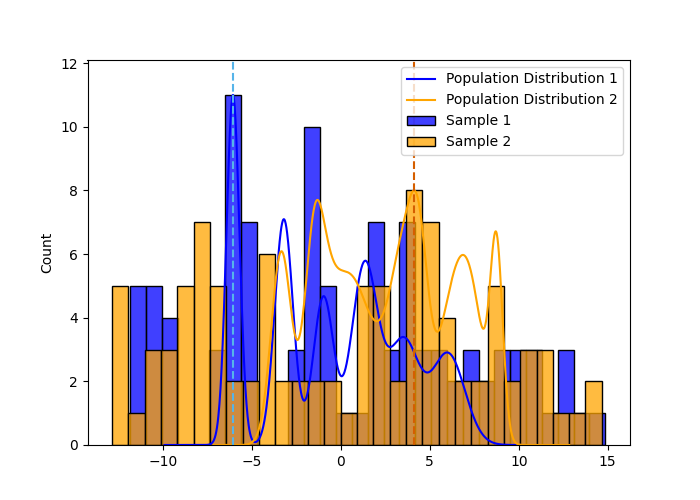 12
10
8
6
4
2
0
Count
Population Distribution 1
Population Distribution 2
Sample 1
Sample 2
−10
−5
0
5
10
15